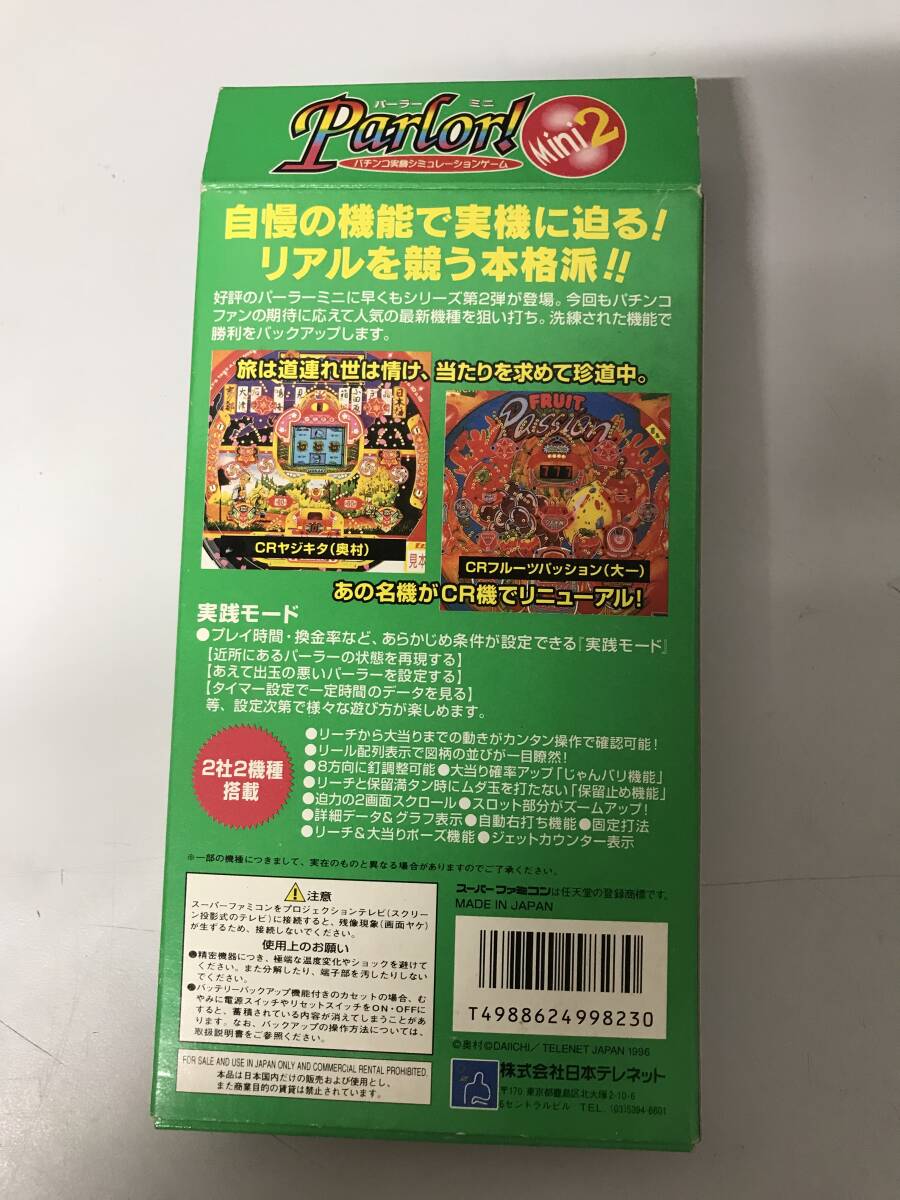 パーラー ミニ
Parlor!
Mini 2
パチンコ実機シミュレーションゲーム
自慢の機能で実機に迫る!
リアルを競う本格派!!
好評のパーラーミニに早くもシリーズ第2弾が登場。今回もパチンコ
ファンの期待に応えて人気の最新機種を狙い打ち。洗練された機能で
勝利をバックアップします。
旅は道連れ世は情け、当たりを求めて珍道中。
日本橋
FRUIT
Passion
CRヤジキタ(奥村)
見本
CRフルーツパッション(大一)
あの名機がCR機でリニューアル!
実践モード
●プレイ時間・換金率など、あらかじめ条件が設定できる『実践モード』
【近所にあるパーラーの状態を再現する】
【あえて出玉の悪いパーラーを設定する】
【タイマー設定で一定時間のデータを見る】
等、設定次第で様々な遊び方が楽しめます。
2社2機種
搭載
●リーチから大当りまでの動きがカンタン操作で確認可能!
●リール配列表示で図柄の並びが一目瞭然!
●8方向に釘調整可能●大当り確率アップ「じゃんバリ機能」
●リーチと保留満タン時にムダ玉を打たない「保留止め機能」
●迫力の2画面スクロール●スロット部分がズームアップ!
●詳細データ&グラフ表示●自動右打ち機能●固定打法
●リーチ&大当りポーズ機能●ジェットカウンター表示
※一部の機種につきまして、実在のものと異なる場合がありますのでご了承ください。
注意
スーパーファミコンをプロジェクションテレビ(スクリー
ン投影式のテレビ)に接続すると、残像現象(画面ヤケ)
が生ずるため、接続しないでください。
使用上のお願い
●精密機器につき、極端な温度変化やショックを避けて
ください。また分解したり、端子部を汚したりしない
でください。
●バッテリーバックアップ機能付きのカセットの場合、む
やみに電源スイッチやリセットスイッチをON・OFFに
すると、蓄積されている内容が消えてしまうことがあ
ります。なお、バックアップの操作方法については、
取扱説明書をご参照ください。
FOR SALE AND USE IN JAPAN ONLY AND COMMERCIAL RENTAL PROHIBITED.
本品は日本国内だけの販売および使用とし、
また商業目的の賃貸は禁止されています。
スーパーファミコンは任天堂の登録商標です。
MADE IN JAPAN
T4988624998230
©奥村©DAIICHI/TELENET JAPAN 1996
株式会社日本テレネット
〒170 東京都豊島区北大塚2-10-6
セントラルビル TEL.(03)5394-6601